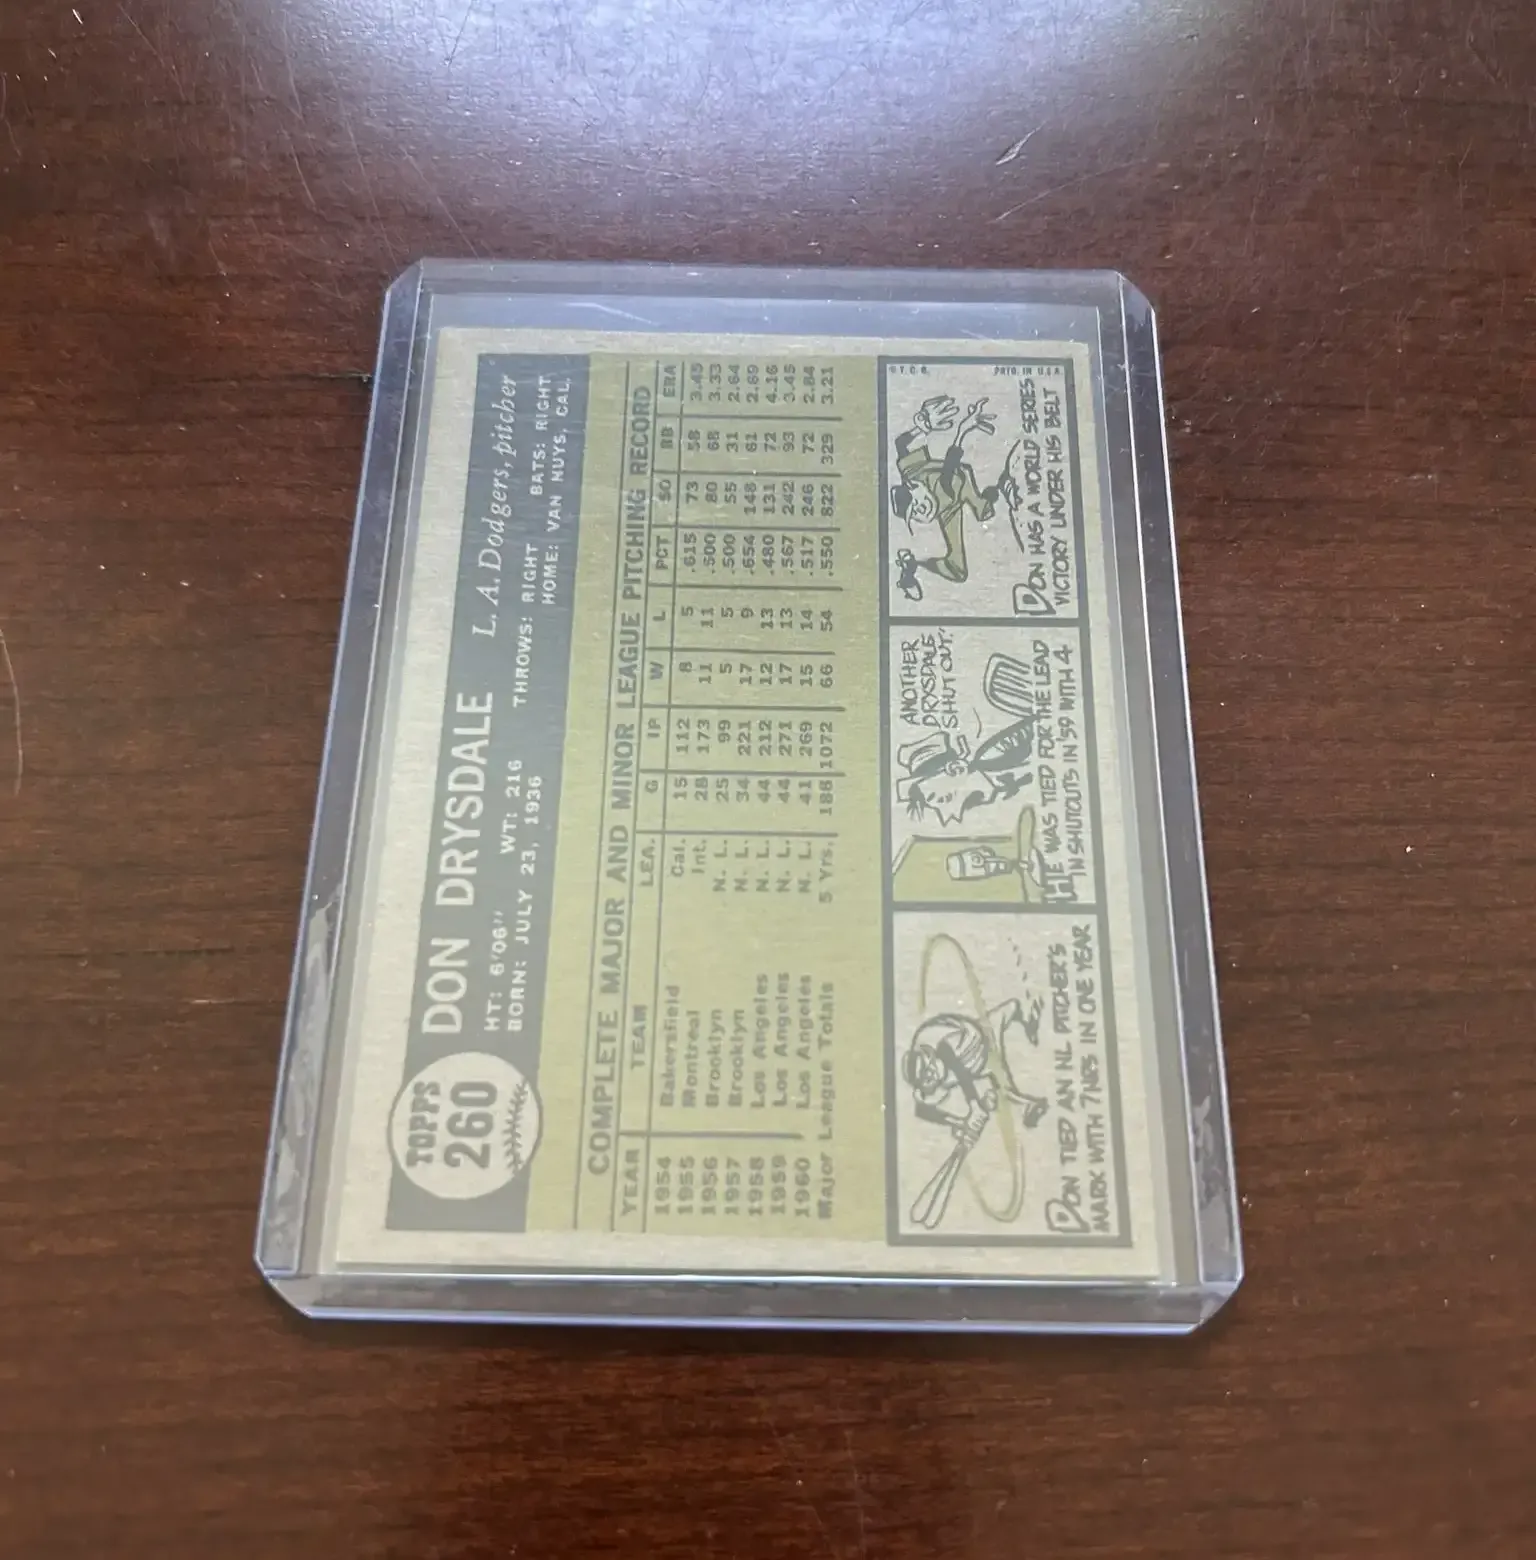 TOPPS
260
DON DRYSDALE
L. A. Dodgers, pitcher
HT: 6'06" WT: 216 THROWS: RIGHT BATS: RIGHT
BORN: JULY 23, 1936 HOME: VAN NUYS, CAL.
COMPLETE MAJOR AND MINOR LEAGUE PITCHING RECORD
YEAR TEAM LEA. G IP W L PCT SO BB ERA
1954 Bakersfield Cal. 15 112 8 5 .615 73 58 3.45
1955 Montreal Int. 28 173 11 11 .500 80 68 3.33
1956 Brooklyn N. L. 25 99 5 5 .500 55 31 2.64
1957 Brooklyn N. L. 34 221 17 9 .654 148 61 2.69
1958 Los Angeles N. L. 44 212 12 13 .480 131 72 4.16
1959 Los Angeles N. L. 44 271 17 13 .567 242 93 3.45
1960 Los Angeles N. L. 41 269 15 14 .517 246 72 2.84
Major League Totals 5 Yrs. 188 1072 66 54 .550 822 329 3.21
DON TIED AN NL PITCHER'S
MARK WITH 7 HRS IN ONE YEAR
ANOTHER
DRYSDALE
SHUT OUT!
HE WAS TIED FOR THE LEAD
IN SHUTOUTS IN '59 WITH 4
© T. C. G. PRTD. IN U.S.A.
DON HAS A WORLD SERIES
VICTORY UNDER HIS BELT